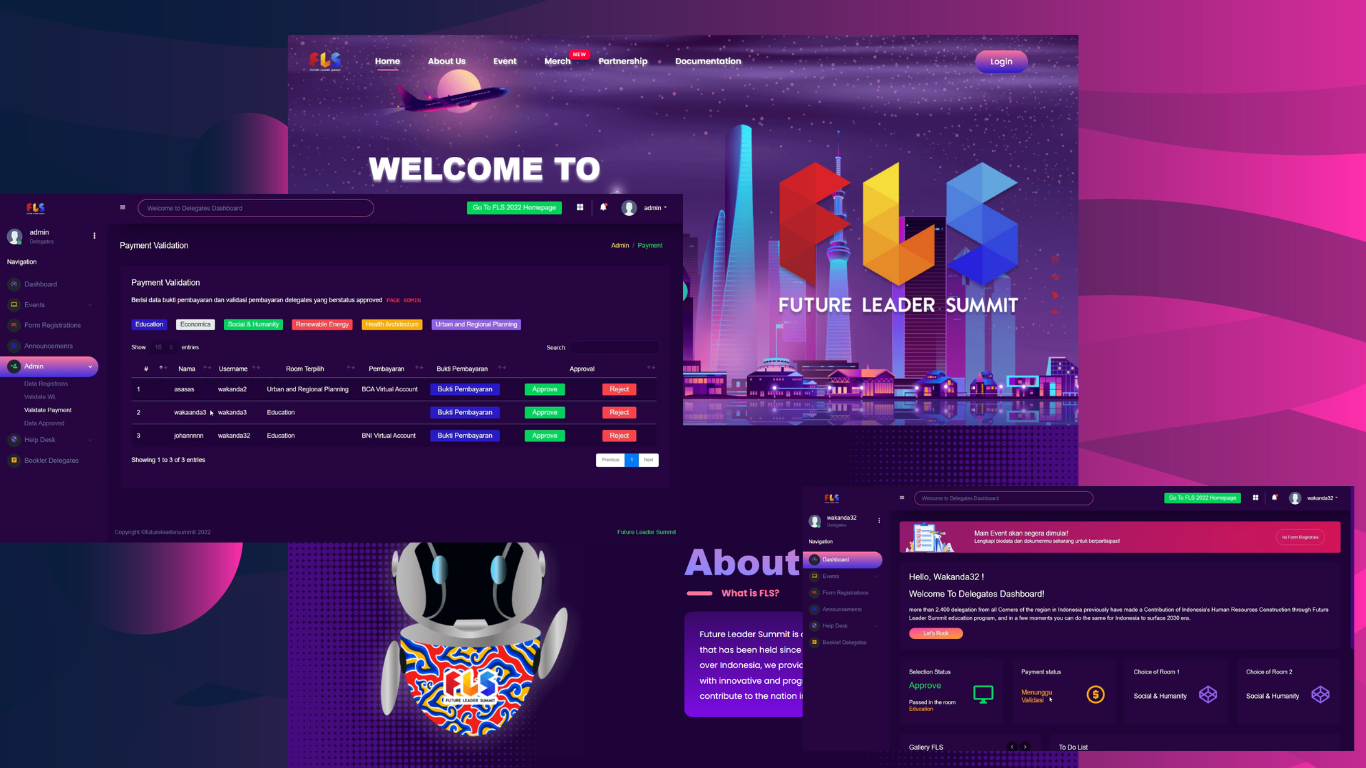 FLS
FUTURE LEADER SUMMIT
Home
About Us
Event
Merch
NEW
Partnership
Documentation
Login
WELCOME TO
FLS
FUTURE LEADER SUMMIT
FLS
Welcome to Delegates Dashboard
Go To FLS 2022 Homepage
admin
admin
Delegates
Navigation
Dashboard
Events
Form Registrations
Announcements
Admin
Data Registrans
Validate WL
Validate Payment
Data Approved
Help Desk
Booklet Delegates
Payment Validation
Admin / Payment
Payment Validation
Berisi data bukti pembayaran dan validasi pembayaran delegates yang berstatus approved PAGE ADMIN
Education Economics Social & Humanity Renewable Energy Health Architecture Urban and Regional Planning
Show 10 entries
Search:
# Nama Username Room Terpilih Pembayaran Bukti Pembayaran Approval
1 asasas wakanda2 Urban and Regional Planning BCA Virtual Account Bukti Pembayaran Approve Reject
2 wakaanda3 wakanda3 Education Bukti Pembayaran Approve Reject
3 johannnnn wakanda32 Education BNI Virtual Account Bukti Pembayaran Approve Reject
Showing 1 to 3 of 3 entries
Previous 1 Next
Copyright ©futureleadersummit 2022
Future Leader Summit
FLS
FUTURE LEADER SUMMIT
About
What is FLS?
Future Leader Summit is
that has been held since
over Indonesia, we provid
with innovative and prog
contribute to the nation i
FLS
Welcome to Delegates Dashboard
Go To FLS 2022 Homepage
wakanda32
wakanda32
Delegates
Navigation
Dashboard
Events
Form Registrations
Announcements
Help Desk
Booklet Delegates
Main Event akan segera dimulai!
Lengkapi biodata dan dokumenmu sekarang untuk berpartisipasi!
to Form Registrasi
Hello, Wakanda32 !
Welcome To Delegates Dashboard!
more than 2.400 delegation from all Corners of the region in Indonesia previously have made a Contribution of Indonesia's Human Resources Construction through Future
Leader Summit education program, and in a few moments you can do the same for Indonesia to surface 2030 era.
Let's Rock
Selection Status
Approve
Passed in the room
Education
Payment status
Menunggu
Validasi
Choice of Room 1
Social & Humanity
Choice of Room 2
Social & Humanity
Gallery FLS
To Do List